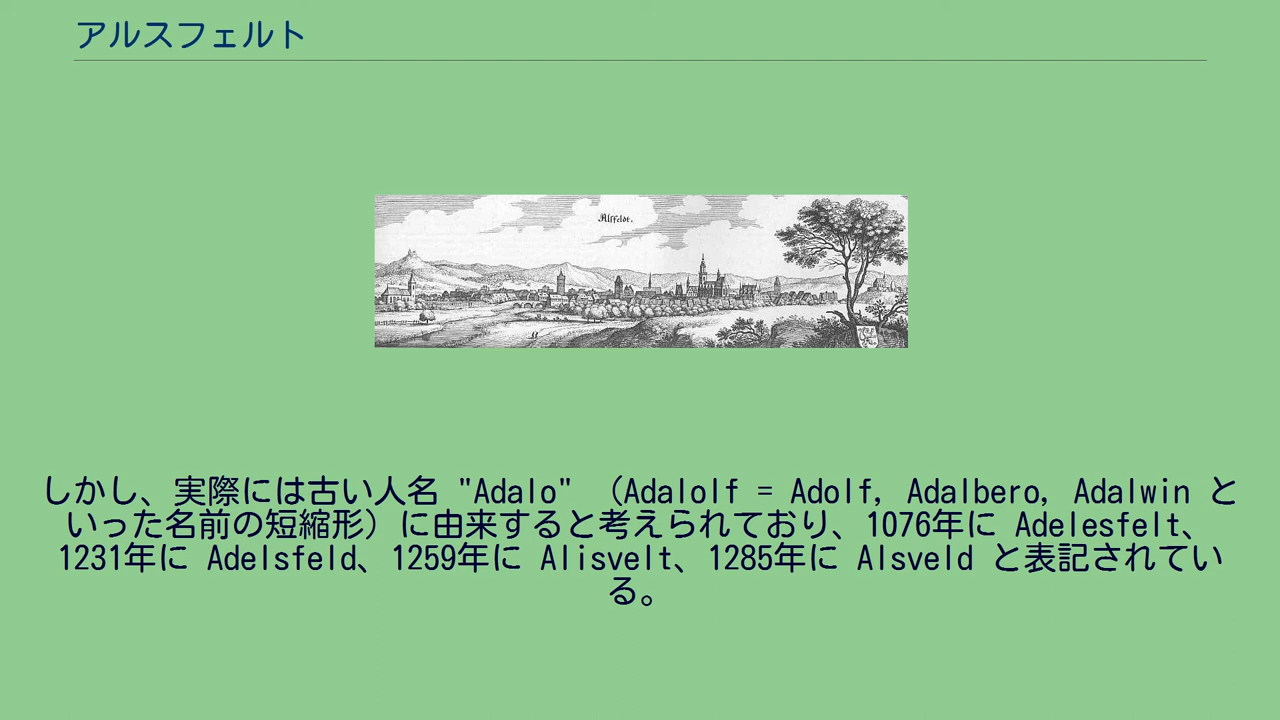 アルスフェルト
Alsfeldt.
しかし、実際には古い人名 "Adalo" （Adalolf = Adolf, Adalbero, Adalwin と
いった名前の短縮形）に由来すると考えられており、1076年に Adelesfelt、
1231年に Adelsfeld、1259年に Alisvelt、1285年に Alsveld と表記されてい
る。